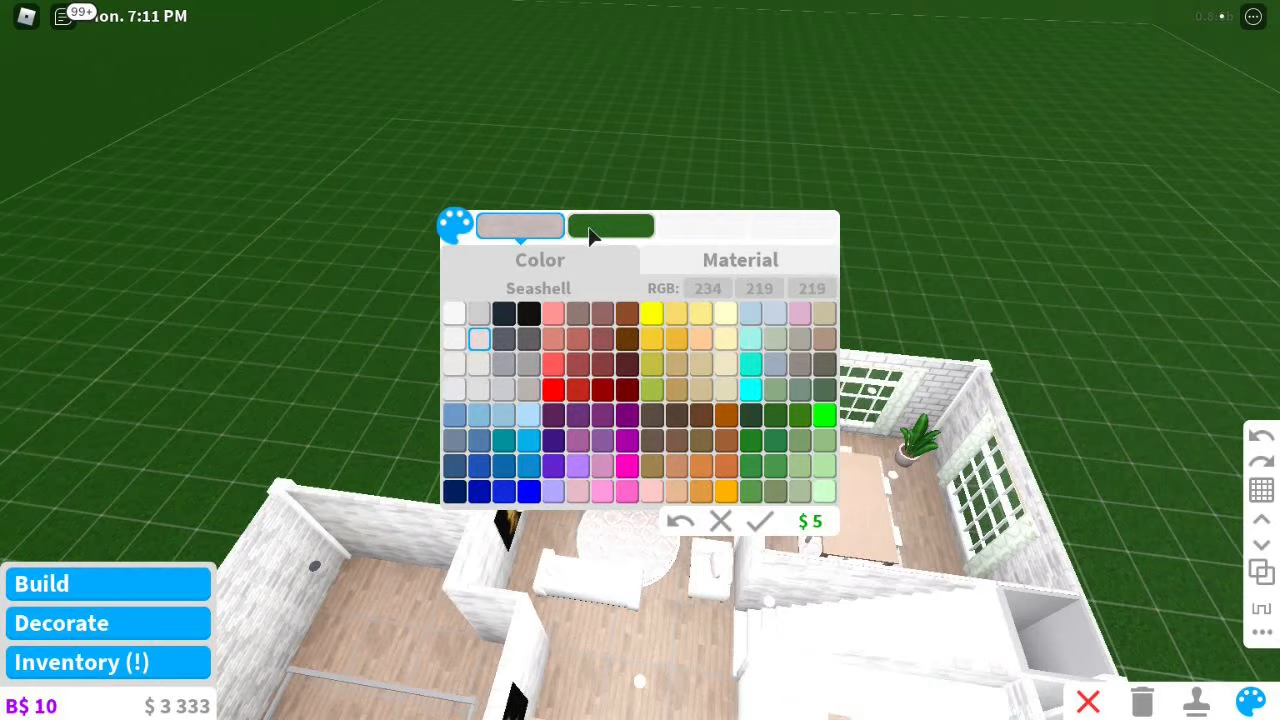 99+
on. 7:11 PM
Color
Material
Seashell
RGB: 234 219 219
$ 5
Build
Decorate
Inventory (!)
B$ 10
$ 3 333